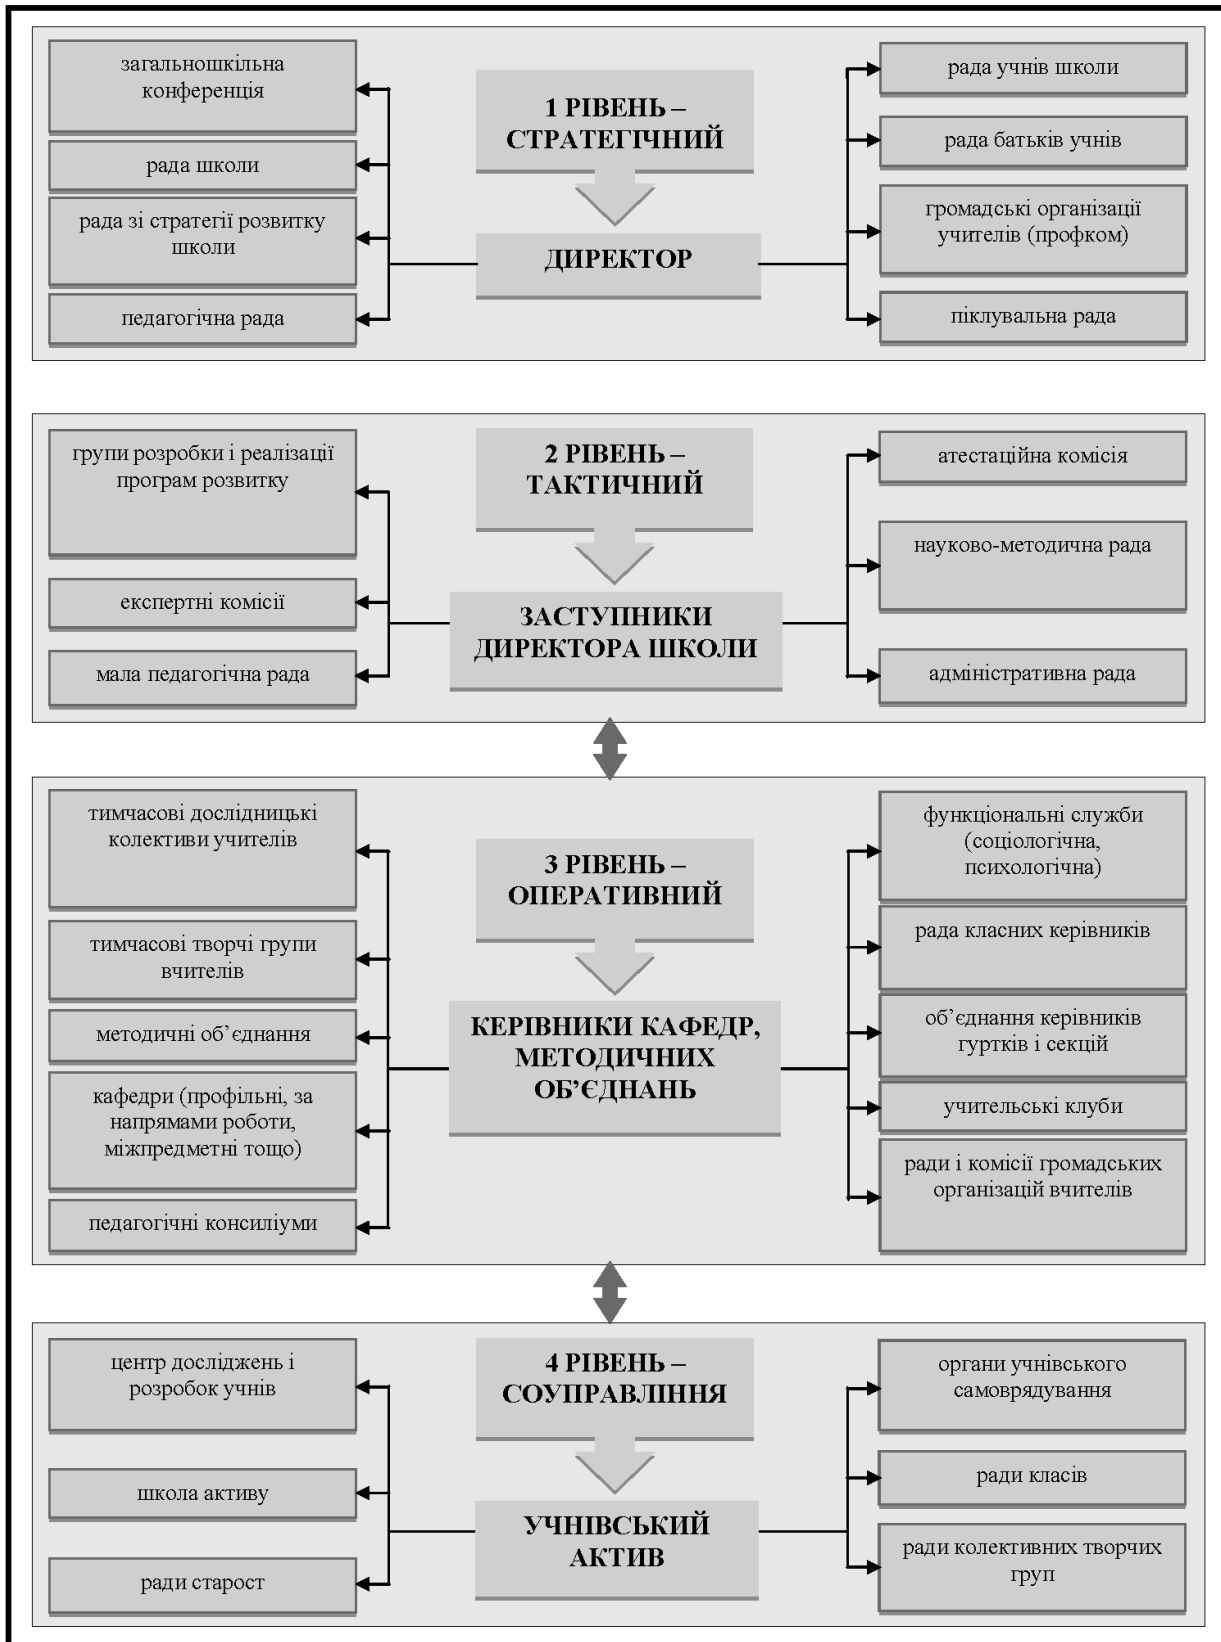 загальношкільна
конференція
рада школи
рада зі стратегії розвитку
школи
педагогічна рада
1 РІВЕНЬ –
СТРАТЕГІЧНИЙ
ДИРЕКТОР
рада учнів школи
рада батьків учнів
громадські організації
учителів (профком)
піклувальна рада
групи розробки і реалізації
програм розвитку
експертні комісії
мала педагогічна рада
2 РІВЕНЬ –
ТАКТИЧНИЙ
ЗАСТУПНИКИ
ДИРЕКТОРА ШКОЛИ
атестаційна комісія
науково-методична рада
адміністративна рада
тимчасові дослідницькі
колективи учителів
тимчасові творчі групи
вчителів
методичні об’єднання
кафедри (профільні, за
напрямами роботи,
міжпредметні тощо)
педагогічні консиліуми
3 РІВЕНЬ –
ОПЕРАТИВНИЙ
КЕРІВНИКИ КАФЕДР,
МЕТОДИЧНИХ
ОБ’ЄДНАНЬ
функціональні служби
(соціологічна,
психологічна)
рада класних керівників
об’єднання керівників
гуртків і секцій
учительські клуби
ради і комісії громадських
організацій вчителів
центр досліджень і
розробок учнів
школа активу
ради старост
4 РІВЕНЬ –
СОУПРАВЛІННЯ
УЧНІВСЬКИЙ
АКТИВ
органи учнівського
самоврядування
ради класів
ради колективних творчих
груп